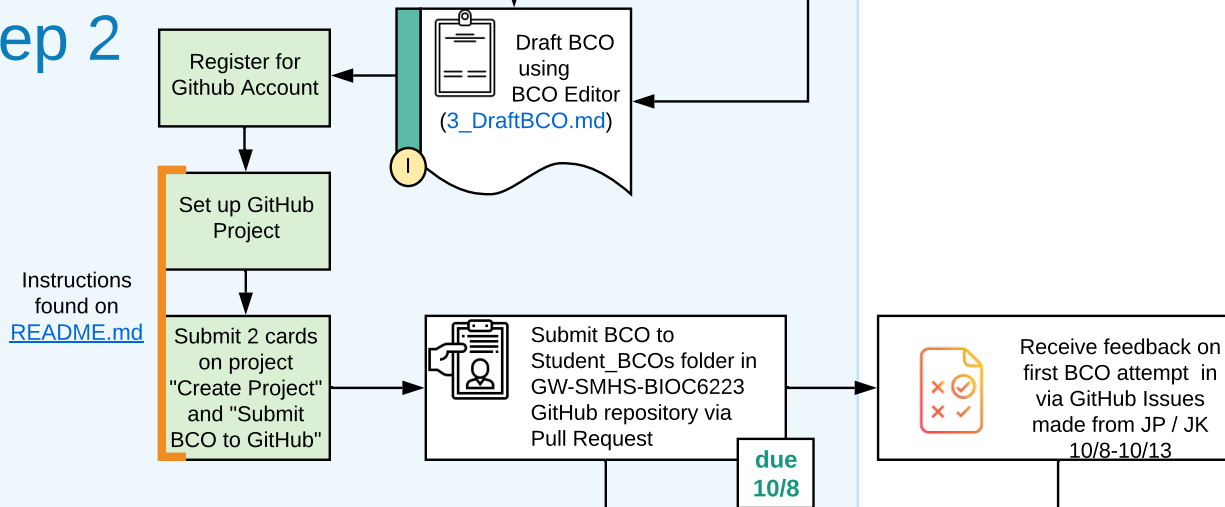 ep 2
Register for
Github Account
Draft BCO
using
BCO Editor
(3_DraftBCO.md)
I
Set up GitHub
Project
Instructions
found on
README.md
Submit 2 cards
on project
"Create Project"
and "Submit
BCO to GitHub"
Submit BCO to
Student_BCOs folder in
GW-SMHS-BIOC6223
GitHub repository via
Pull Request
due
10/8
Receive feedback on
first BCO attempt in
via GitHub Issues
made from JP / JK
10/8-10/13